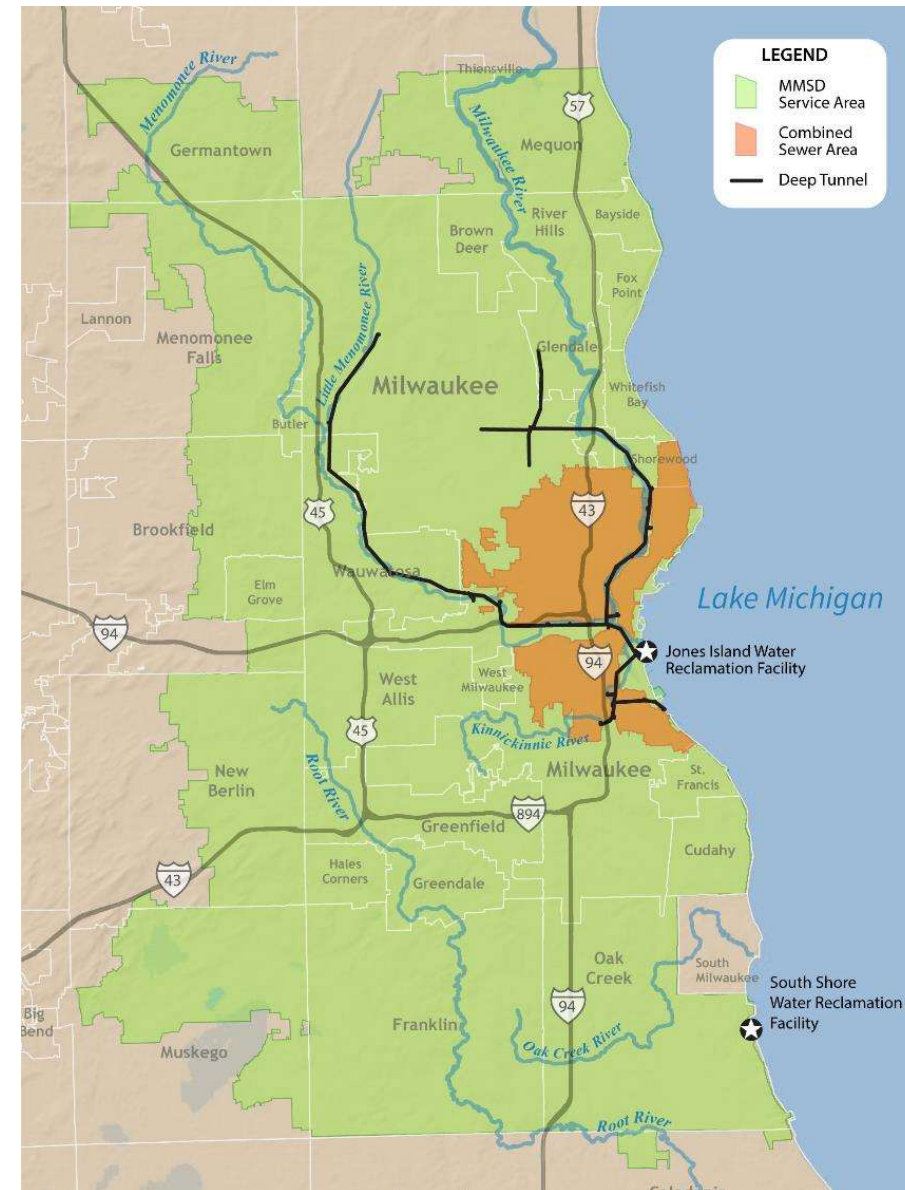 LEGEND
MMSD
Service Area
Combined
Sewer Area
Deep Tunnel
Menomonee River
Thiensville
57
Milwaukee River
Mequon
Germantown
River
Hills
Bayside
Brown
Deer
Fox
Point
Little Menomonee River
Lannon
Menomonee
Falls
Glendale
Milwaukee
Whitefish
Bay
Butler
Shorewood
45
43
Brookfield
Wauwatosa
Elm
Grove
Lake Michigan
94
94
Jones Island Water
Reclamation Facility
West
Allis
West
Milwaukee
45
Kinnickinnic River
Root River
New
Berlin
Milwaukee
St.
Francis
894
Greenfield
Cudahy
43
Hales
Corners
Greendale
Oak
Creek
South
Milwaukee
South Shore
Water Reclamation
Facility
94
Big
Bend
Franklin
Oak Creek River
Muskego
Root River